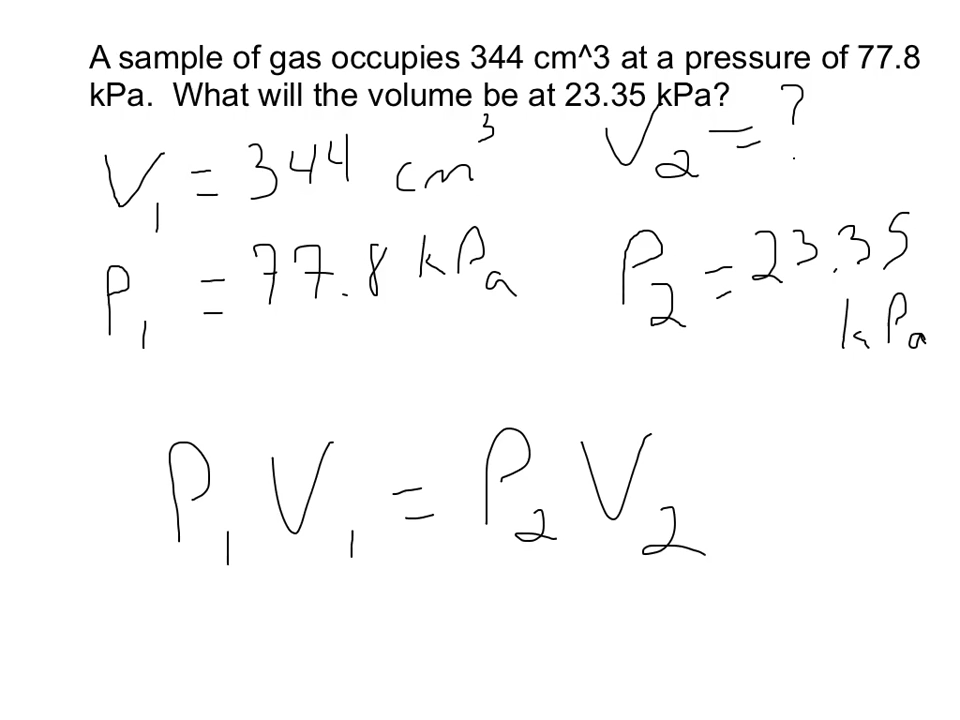 A sample of gas occupies 344 cm^3 at a pressure of 77.8
kPa. What will the volume be at 23.35 kPa?
V₁ = 344 cm³
V₂ = ?
P₁ = 77.8 kPa
P₂ = 23.35
kPa
P₁V₁ = P₂V₂